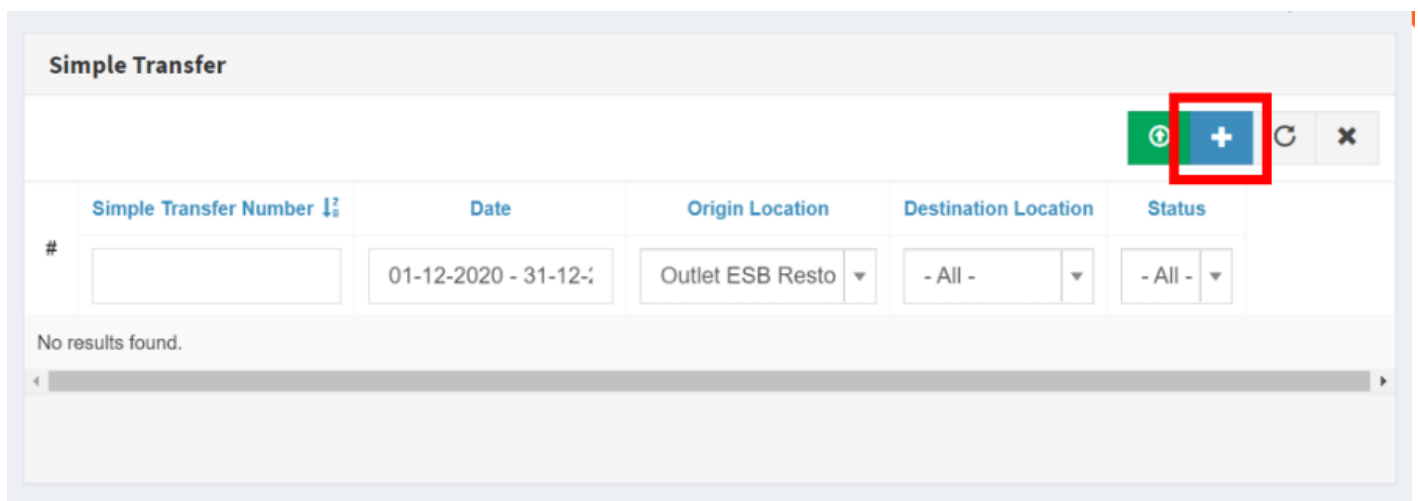 Simple Transfer
# Simple Transfer Number Date Origin Location Destination Location Status
01-12-2020 - 31-12-2 Outlet ESB Resto - All - - All -
No results found.